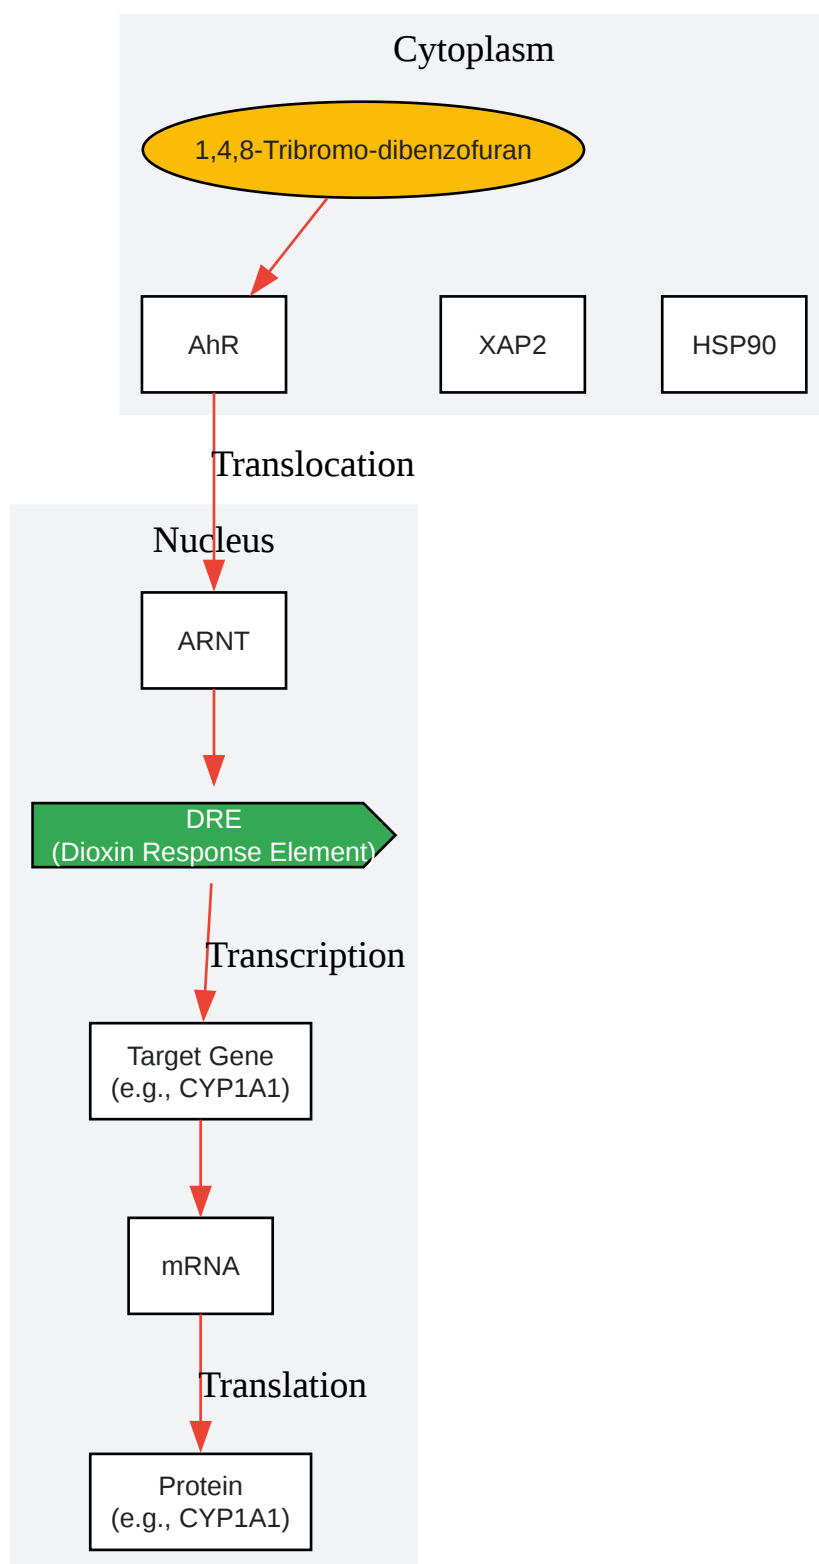 Cytoplasm
1,4,8-Tribromo-dibenzofuran
AhR
XAP2
HSP90
Translocation
Nucleus
ARNT
DRE
(Dioxin Response Element)
Transcription
Target Gene
(e.g., CYP1A1)
mRNA
Translation
Protein
(e.g., CYP1A1)